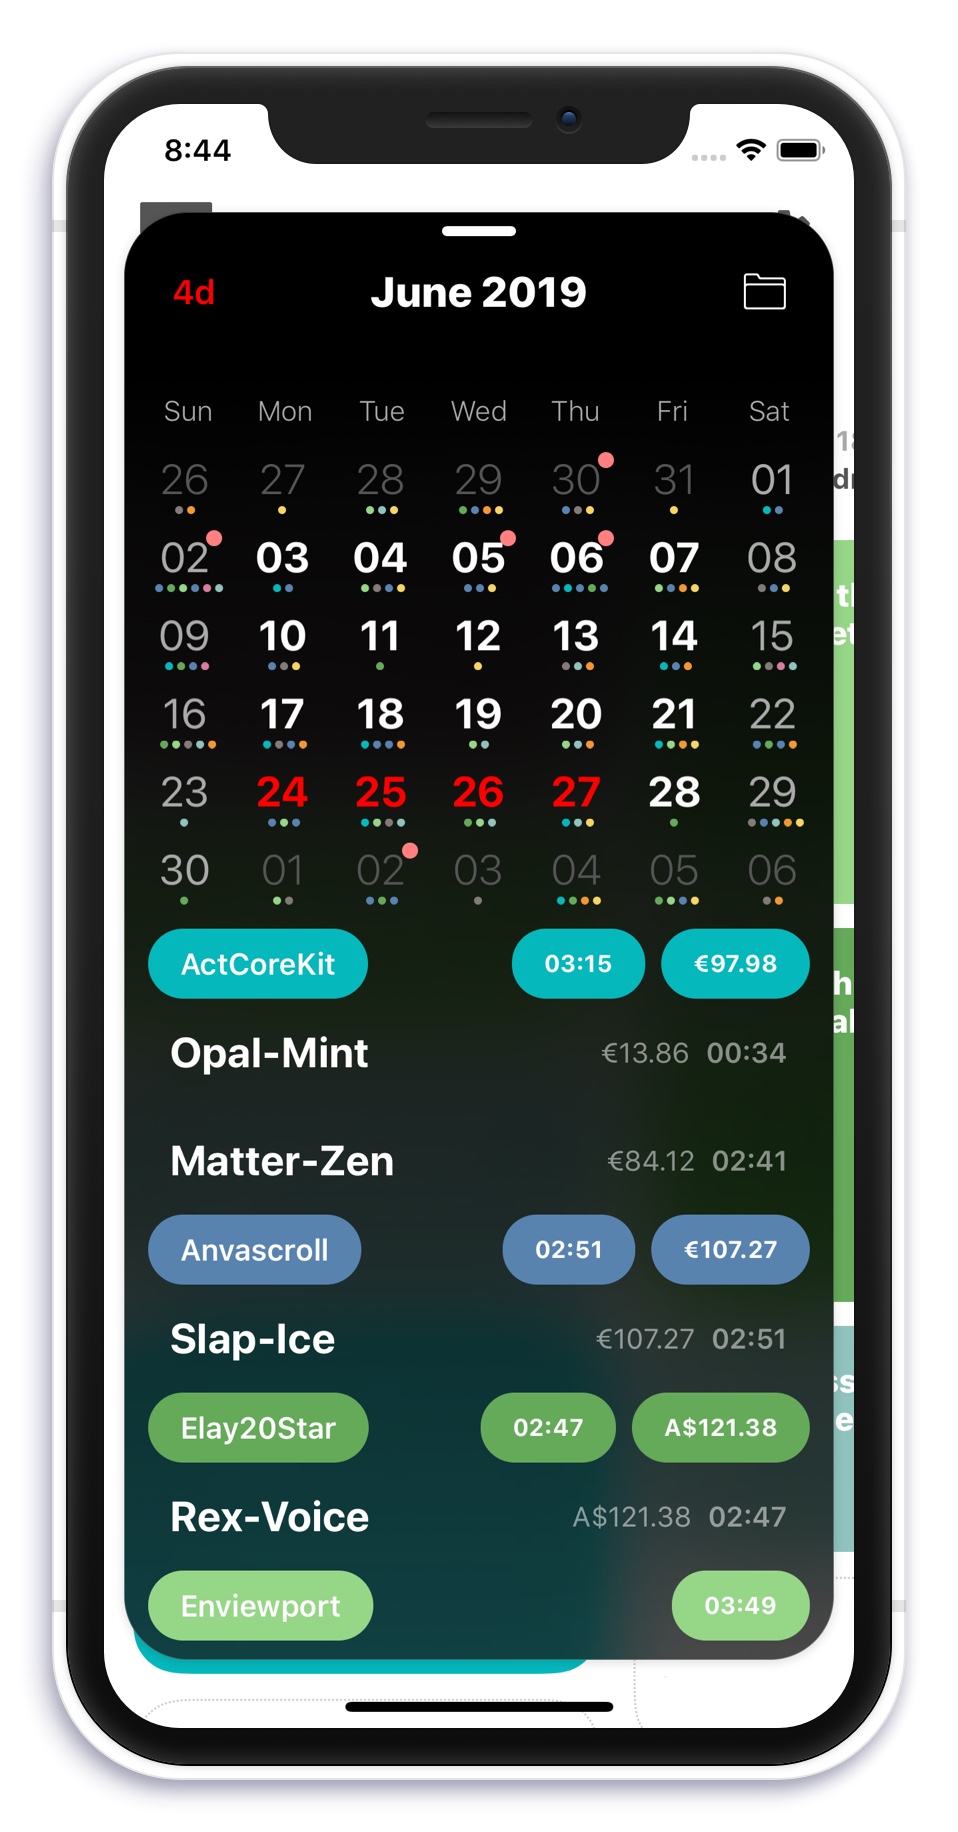 8:44
4d June 2019
Sun Mon Tue Wed Thu Fri Sat
26 27 28 29 30 31 01
02 03 04 05 06 07 08
09 10 11 12 13 14 15
16 17 18 19 20 21 22
23 24 25 26 27 28 29
30 01 02 03 04 05 06
ActCoreKit 03:15 €97.98
Opal-Mint €13.86 00:34
Matter-Zen €84.12 02:41
Anvascroll 02:51 €107.27
Slap-Ice €107.27 02:51
Elay20Star 02:47 A$121.38
Rex-Voice A$121.38 02:47
Enviewport 03:49